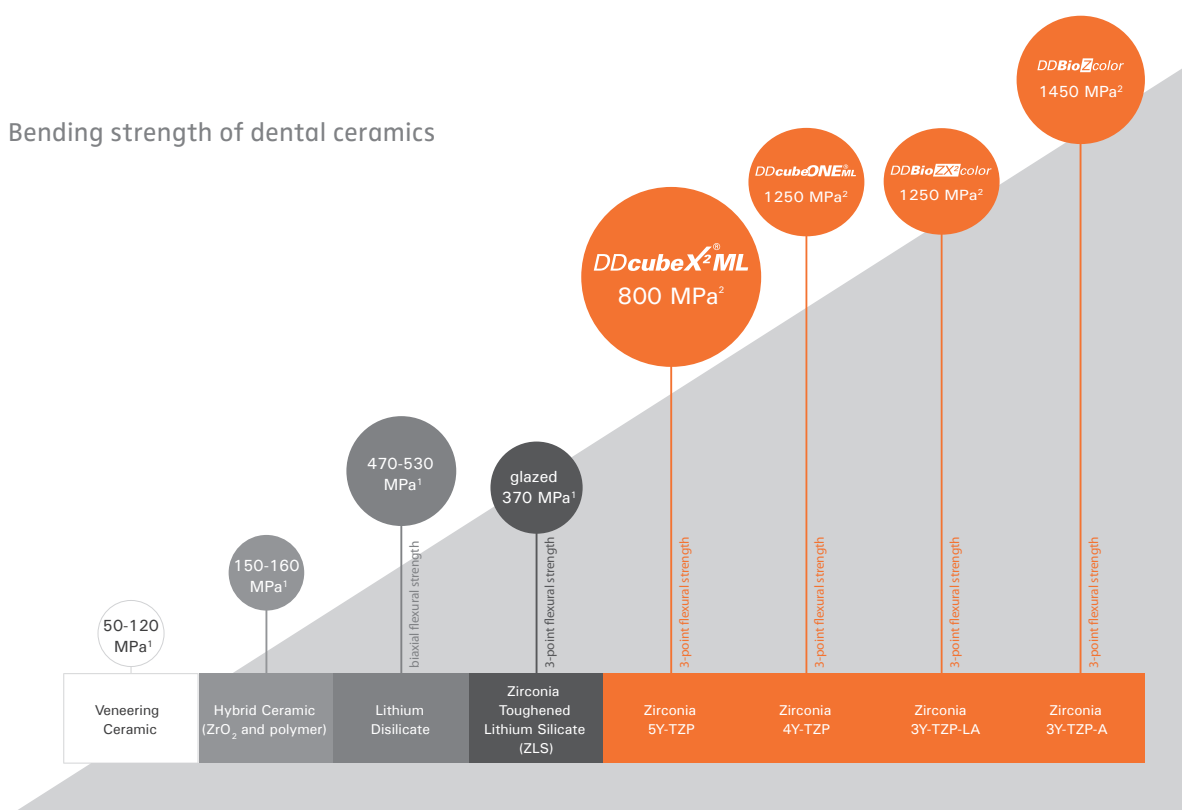 Bending strength of dental ceramics
50-120
MPa¹
150-160
MPa¹
470-530
MPa¹
glazed
370 MPa¹
DDcubeX²®ML
800 MPa²
DDcubeONE®ML
1250 MPa²
DDBioZX²color
1250 MPa²
DDBioZcolor
1450 MPa²
biaxial flexural strength
3-point flexural strength
3-point flexural strength
3-point flexural strength
3-point flexural strength
3-point flexural strength
Veneering
Ceramic
Hybrid Ceramic
(ZrO₂ and polymer)
Lithium
Disilicate
Zirconia
Toughened
Lithium Silicate
(ZLS)
Zirconia
5Y-TZP
Zirconia
4Y-TZP
Zirconia
3Y-TZP-LA
Zirconia
3Y-TZP-A